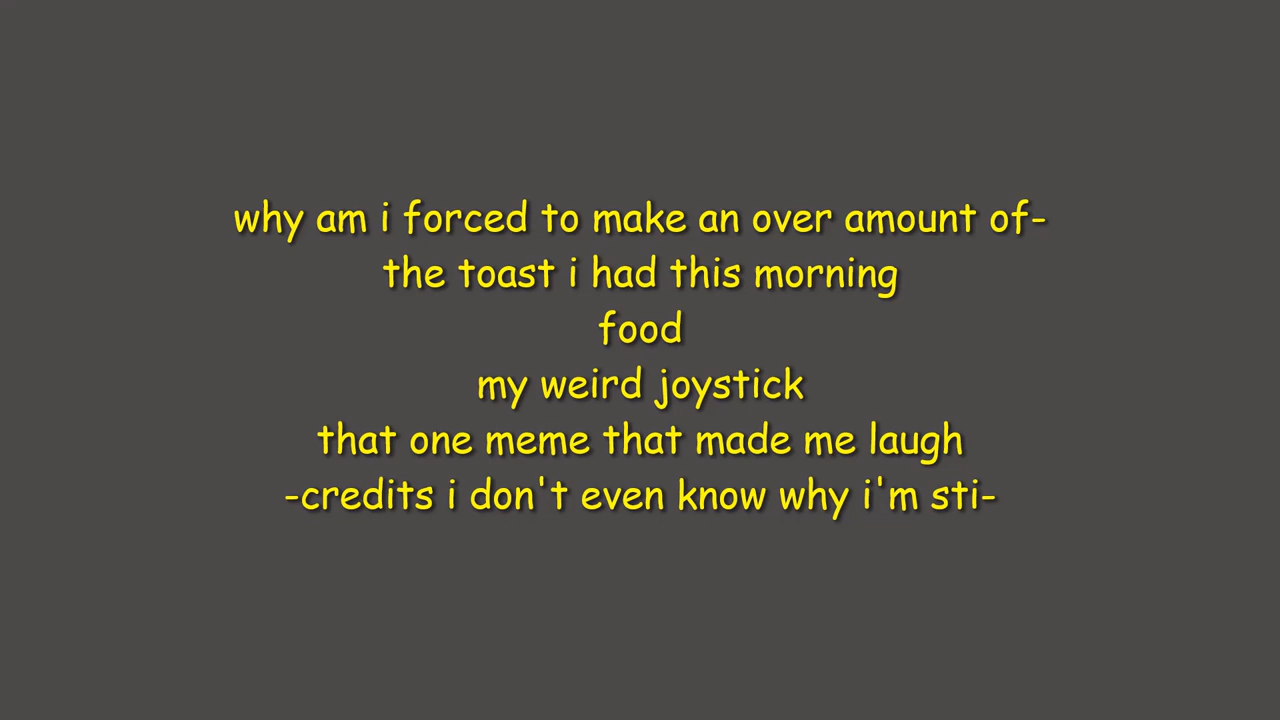 why am i forced to make an over amount of-
the toast i had this morning
food
my weird joystick
that one meme that made me laugh
-credits i don't even know why i'm sti-